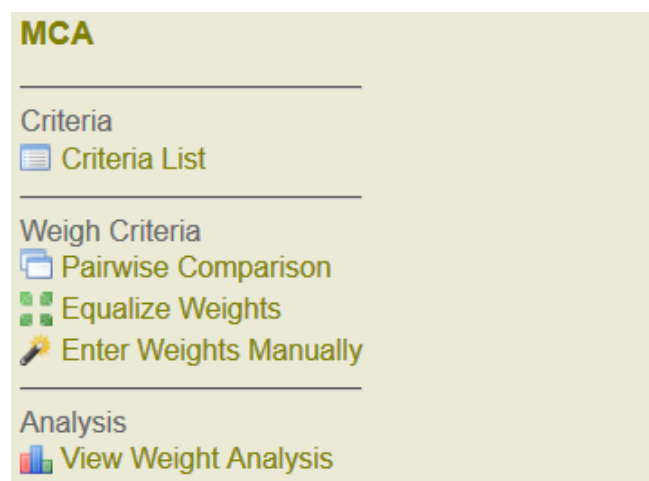 MCA
Criteria
Criteria List
Weigh Criteria
Pairwise Comparison
Equalize Weights
Enter Weights Manually
Analysis
View Weight Analysis